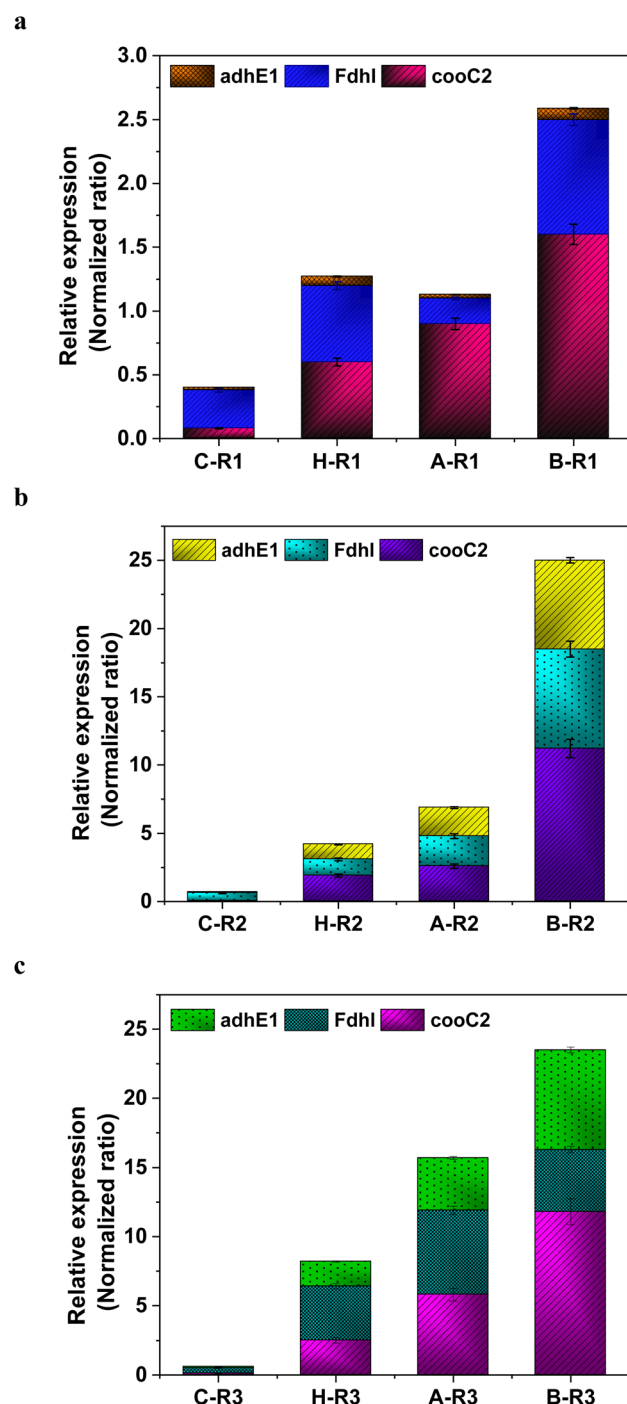 a
Relative expression
(Normalized ratio)
3.0
2.5
2.0
1.5
1.0
0.5
0.0
adhE1 FdhI cooC2
C-R1 H-R1 A-R1 B-R1
b
Relative expression
(Normalized ratio)
25
20
15
10
5
0
adhE1 FdhI cooC2
C-R2 H-R2 A-R2 B-R2
c
Relative expression
(Normalized ratio)
25
20
15
10
5
0
adhE1 FdhI cooC2
C-R3 H-R3 A-R3 B-R3